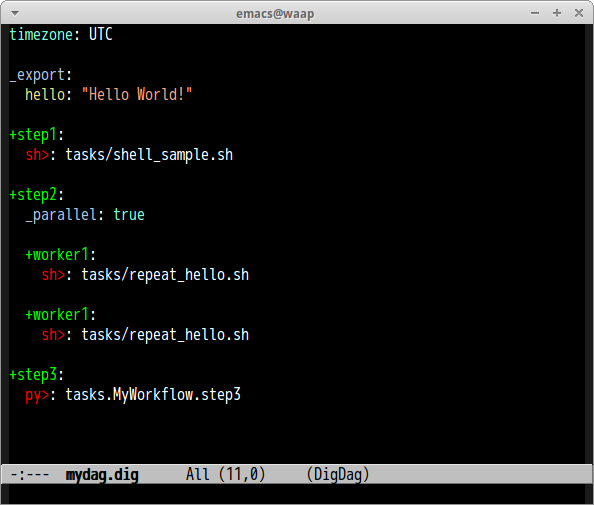 emacs@waap
timezone: UTC
_export:
  hello: "Hello World!"
+step1:
  sh>: tasks/shell_sample.sh
+step2:
  _parallel: true
  +worker1:
    sh>: tasks/repeat_hello.sh
  +worker1:
    sh>: tasks/repeat_hello.sh
+step3:
  py>: tasks.MyWorkflow.step3
-:---  mydag.dig      All (11,0)     (DigDag)